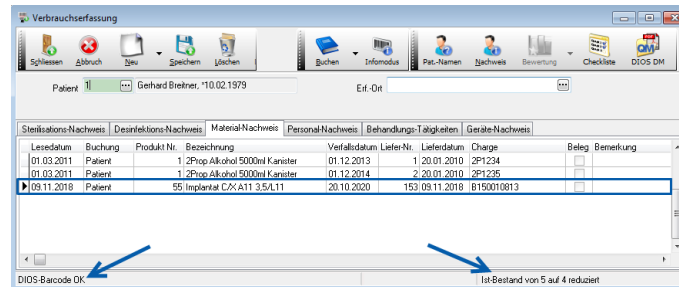 Verbrauchserfassung
Schliessen Abbruch Neu Speichern Löschen Buchen Infomodus Pat.-Namen Nachweis Bewertung Checkliste DIOS DM
Patient 1 ... Gerhard Breitner, *10.02.1979 Erf.-Ort ...
Sterilisations-Nachweis Desinfektions-Nachweis Material-Nachweis Personal-Nachweis Behandlungs-Tätigkeiten Geräte-Nachweis
Lesedatum Buchung Produkt Nr. Bezeichnung Verfallsdatum Liefer-Nr. Lieferdatum Charge Beleg Bemerkung
01.03.2011 Patient 1 2Prop.Alkohol 5000ml Kanister 01.12.2013 1 20.01.2010 2P1234
01.03.2011 Patient 1 2Prop.Alkohol 5000ml Kanister 01.12.2014 2 20.01.2010 2P1235
09.11.2018 Patient 55 Implantat C/X A11 3,5/L11 20.10.2020 153 09.11.2018 B150010813
DIOS-Barcode OK Ist-Bestand von 5 auf 4 reduziert